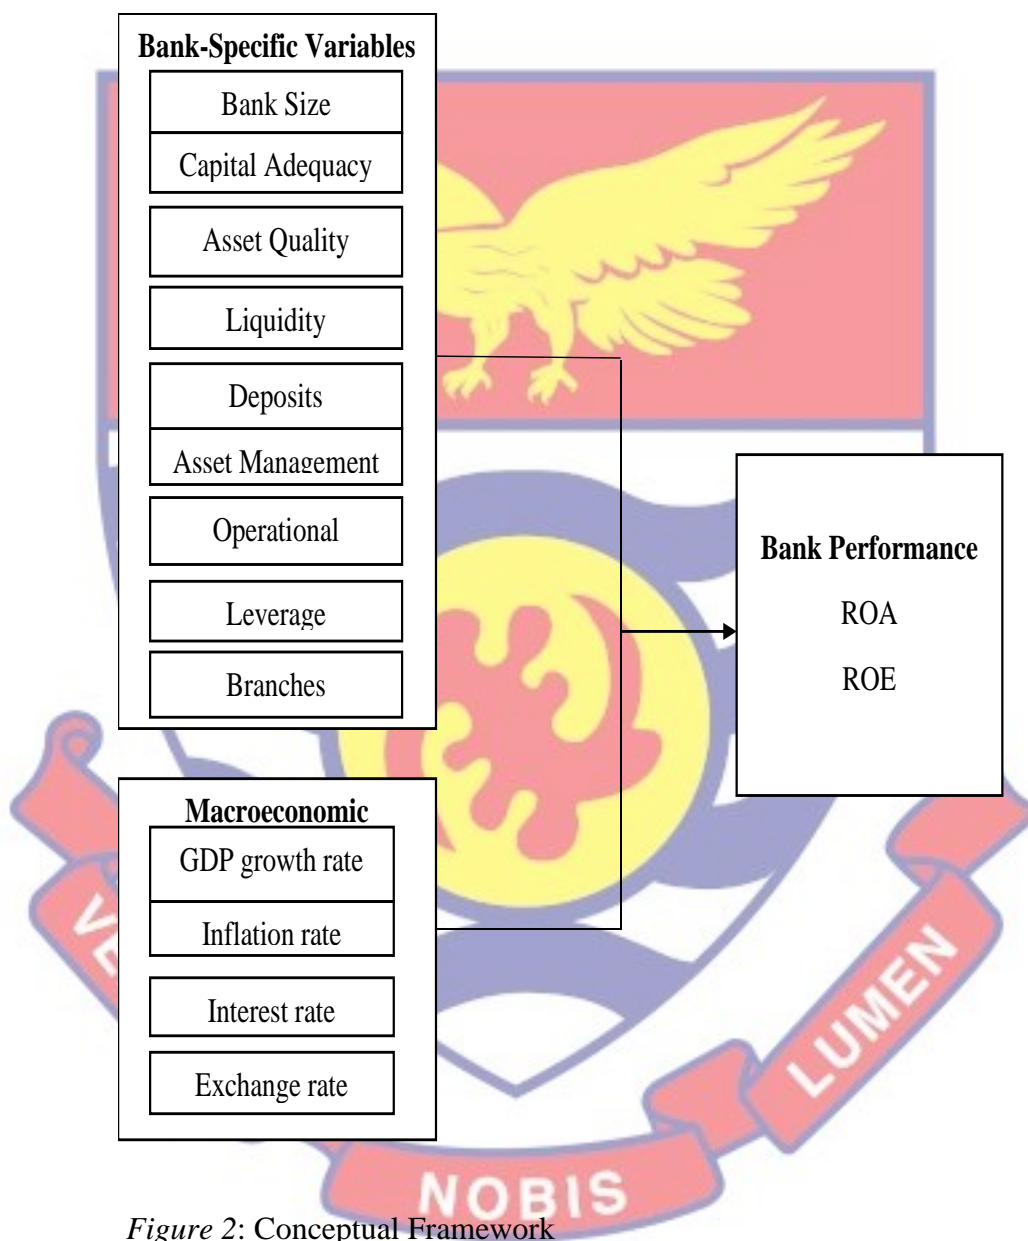 Bank-Specific Variables
Bank Size
Capital Adequacy
Asset Quality
Liquidity
Deposits
Asset Management
Operational
Leverage
Branches
Macroeconomic
GDP growth rate
Inflation rate
Interest rate
Exchange rate
Bank Performance
ROA
ROE
NOBIS
LUMEN
Figure 2: Conceptual Framework